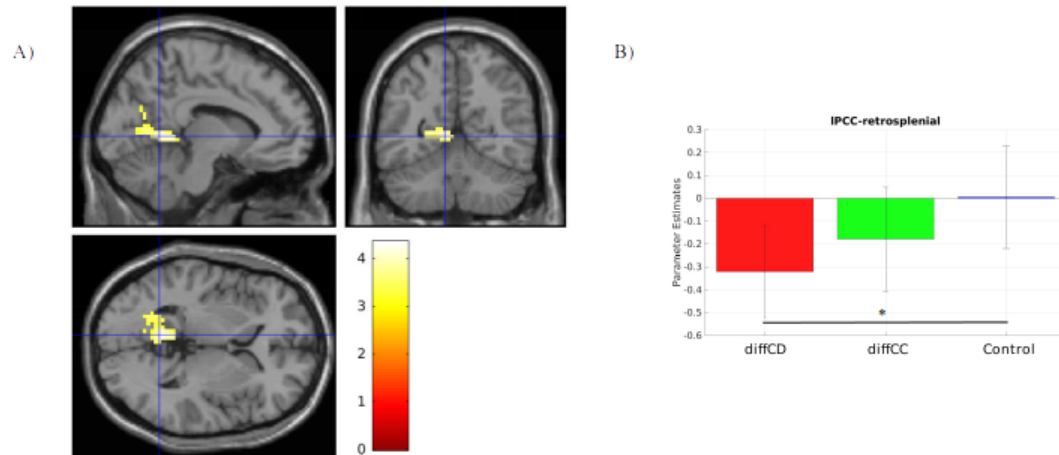 A)
B)
lPCC-retrosplenial
Parameter Estimates
0.3
0.2
0.1
0
-0.1
-0.2
-0.3
-0.4
-0.5
-0.6
*
diffCD
diffCC
Control
4
3
2
1
0